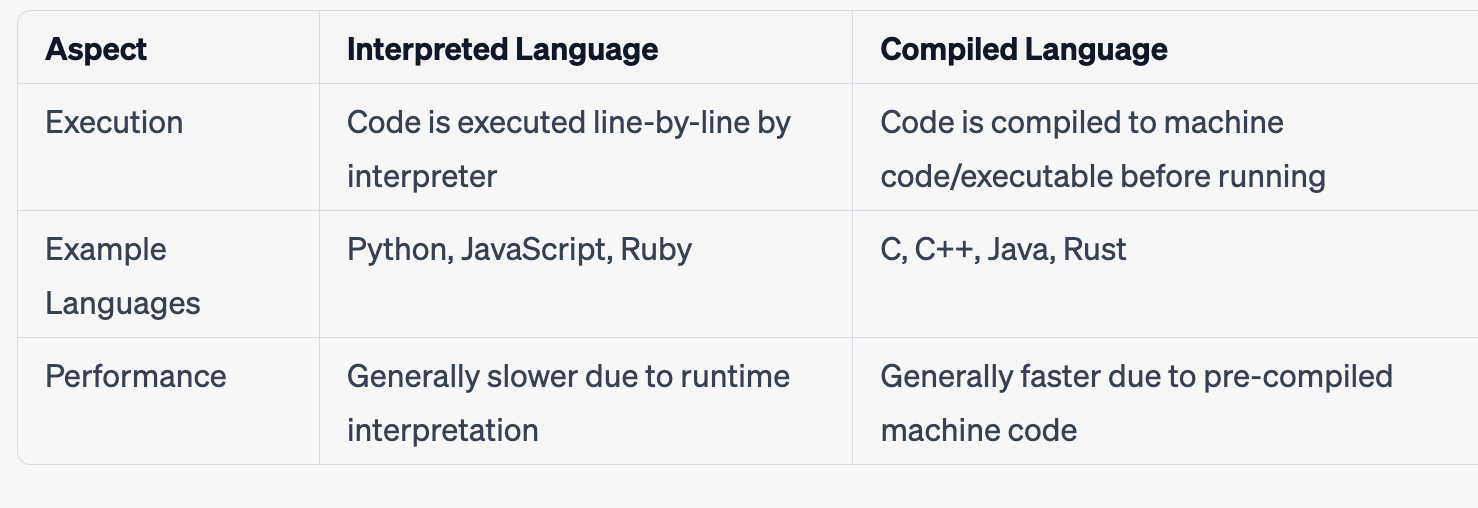 Aspect
Interpreted Language
Compiled Language
Execution
Code is executed line-by-line by
interpreter
Code is compiled to machine
code/executable before running
Example
Languages
Python, JavaScript, Ruby
C, C++, Java, Rust
Performance
Generally slower due to runtime
interpretation
Generally faster due to pre-compiled
machine code